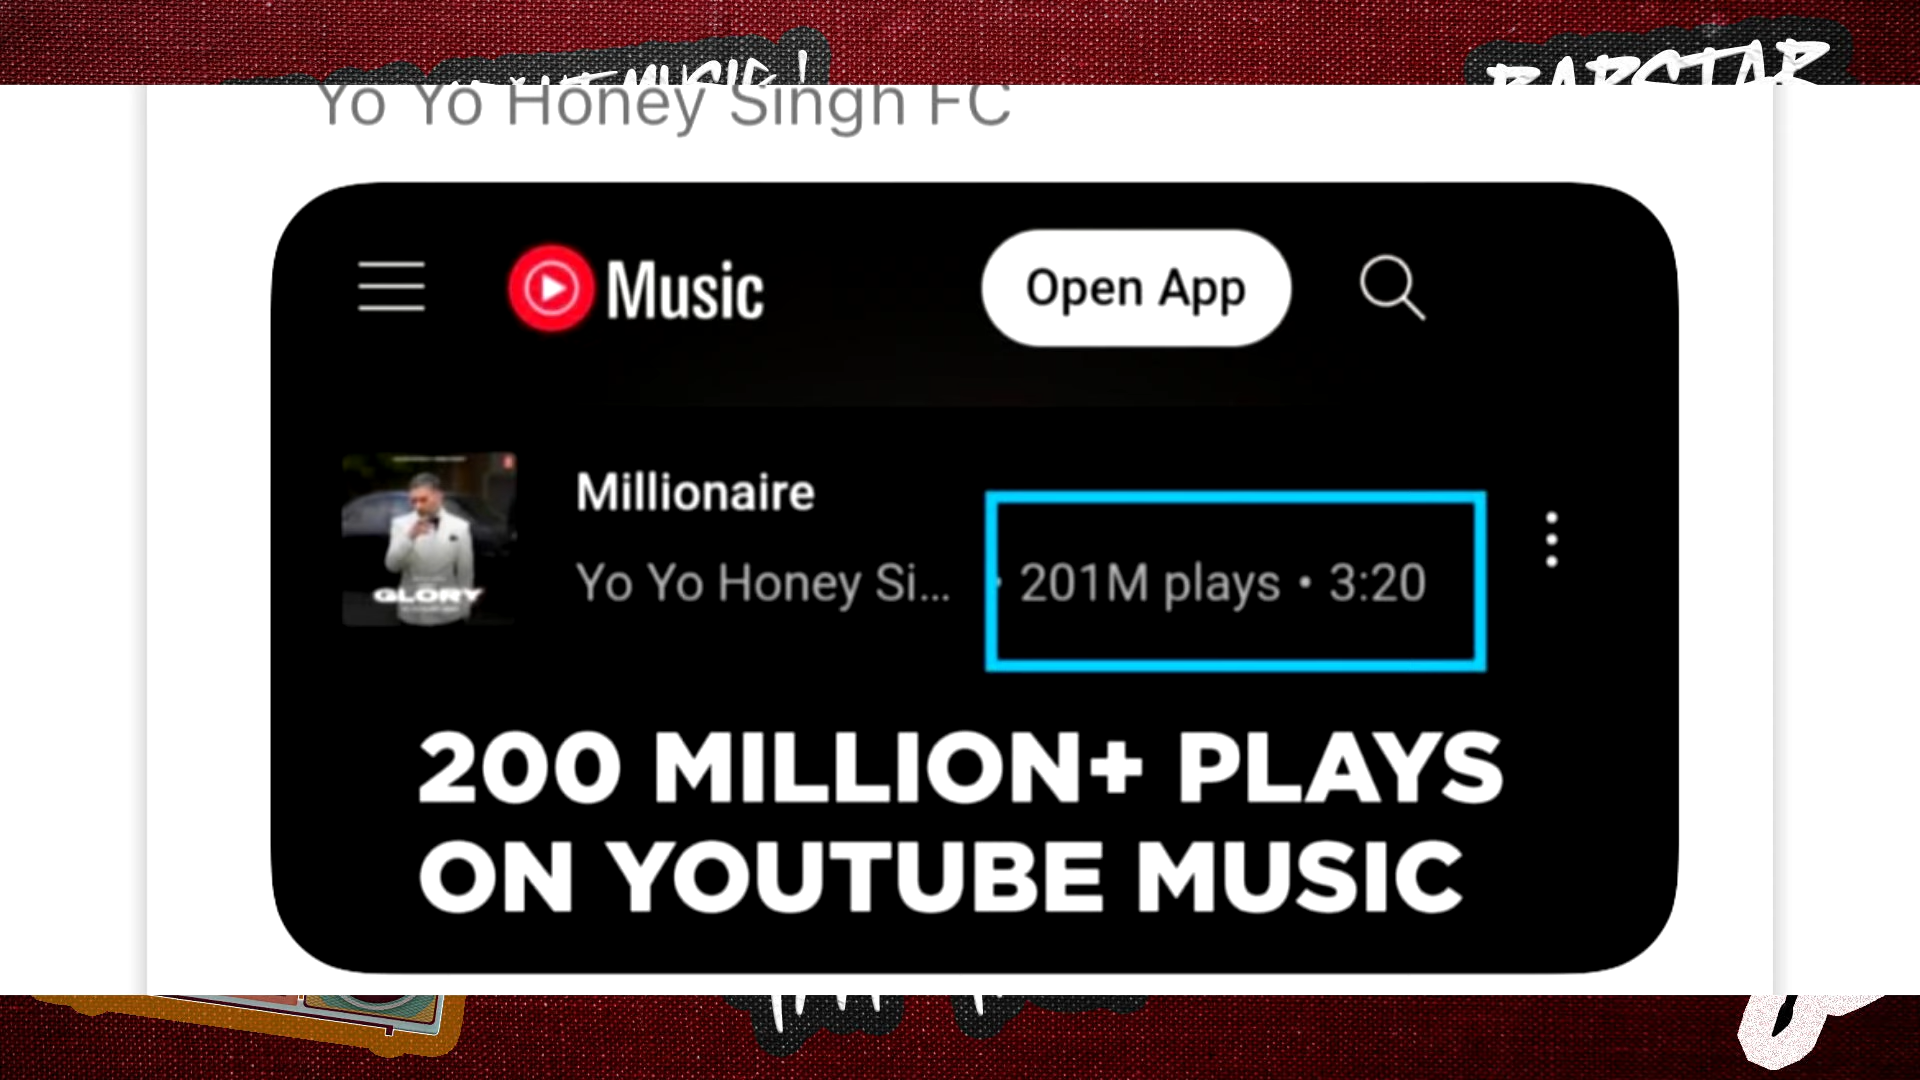 RAPSTAR
Yo Yo Honey Singh FC
Music
Open App
Millionaire
Yo Yo Honey Si... • 201M plays • 3:20
GLORY
200 MILLION+ PLAYS
ON YOUTUBE MUSIC